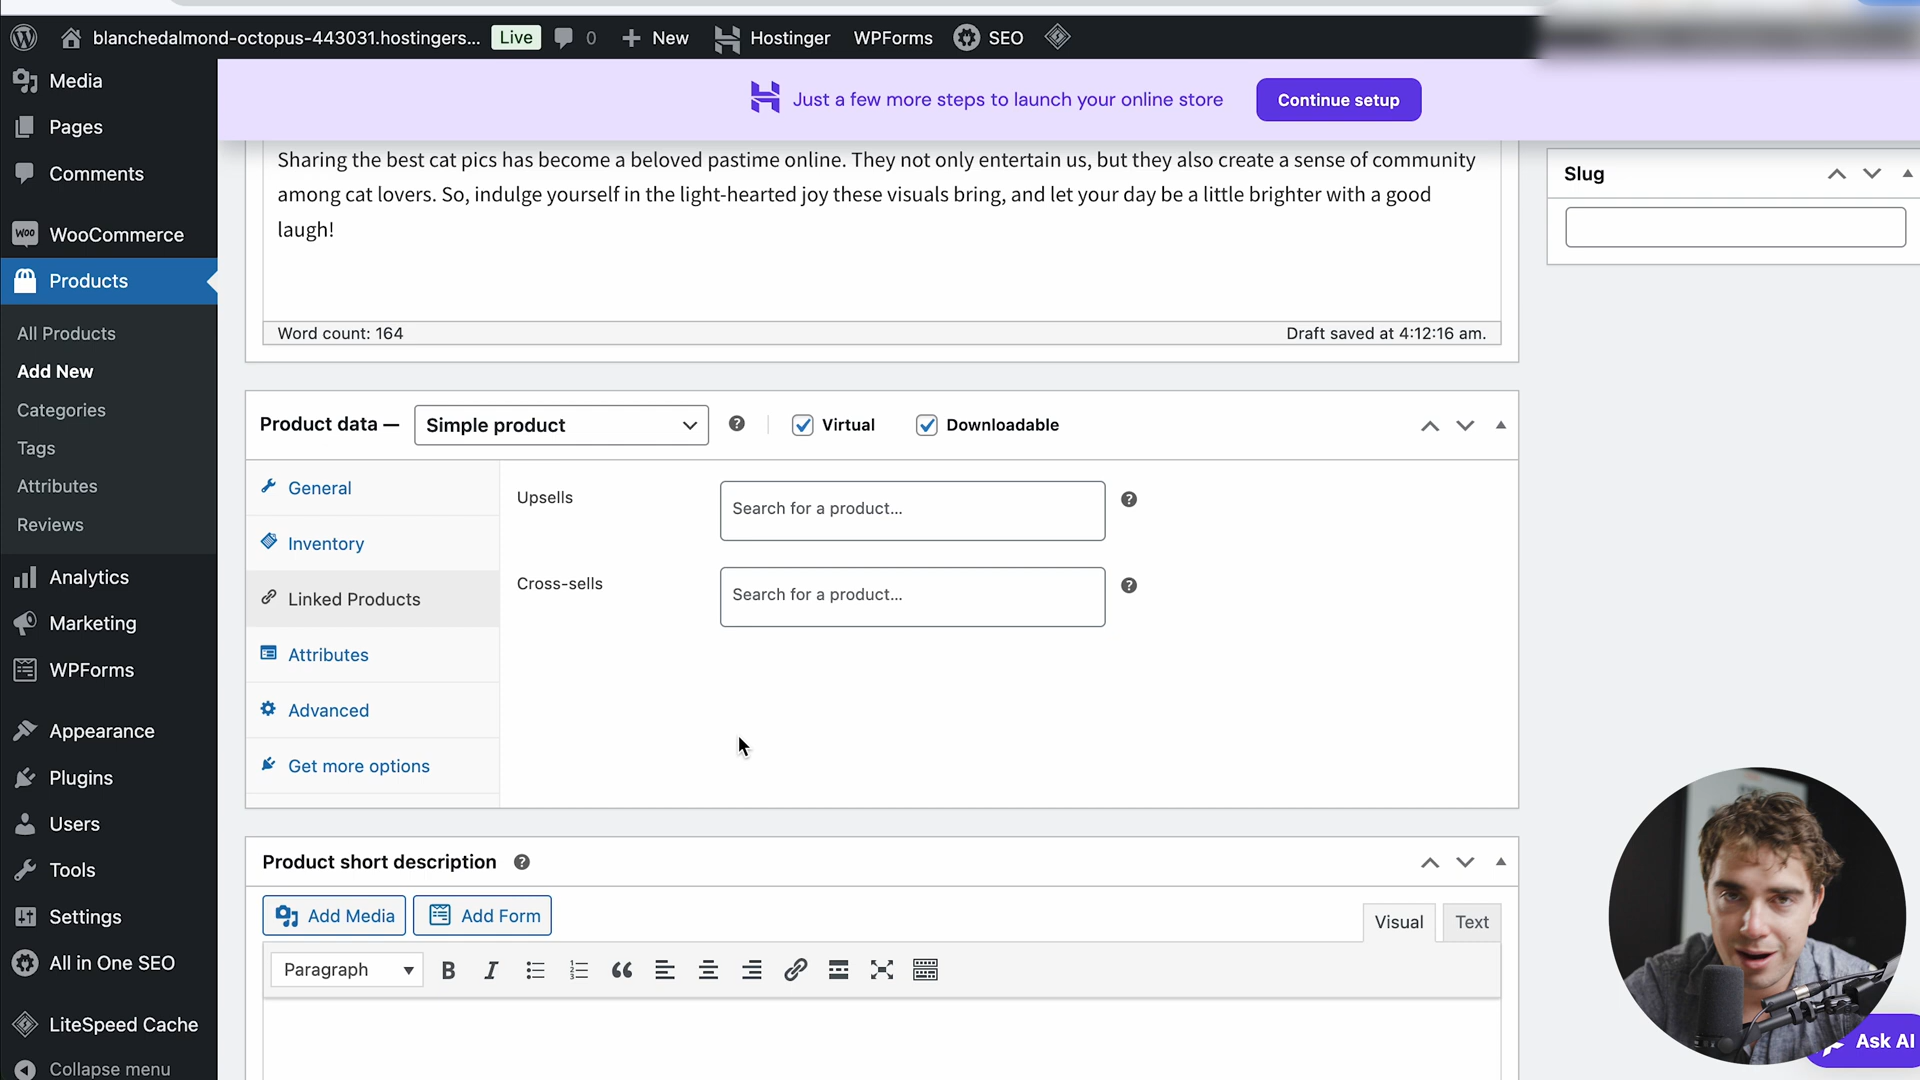 blanchedalmond-octopus-443031.hostingers... Live 0 New Hostinger WPForms SEO
Media
Pages
Comments
WOO WooCommerce
Products
All Products
Add New
Categories
Tags
Attributes
Reviews
Analytics
Marketing
WPForms
Appearance
Plugins
Users
Tools
Settings
All in One SEO
LiteSpeed Cache
Collapse menu
Just a few more steps to launch your online store Continue setup
Sharing the best cat pics has become a beloved pastime online. They not only entertain us, but they also create a sense of community
among cat lovers. So, indulge yourself in the light-hearted joy these visuals bring, and let your day be a little brighter with a good
laugh!
Word count: 164 Draft saved at 4:12:16 am.
Slug
Product data — Simple product ? Virtual Downloadable
General
Inventory
Linked Products
Attributes
Advanced
Get more options
Upsells Search for a product... ?
Cross-sells Search for a product... ?
Product short description ?
Add Media Add Form
Visual Text
Paragraph B I
Ask AI